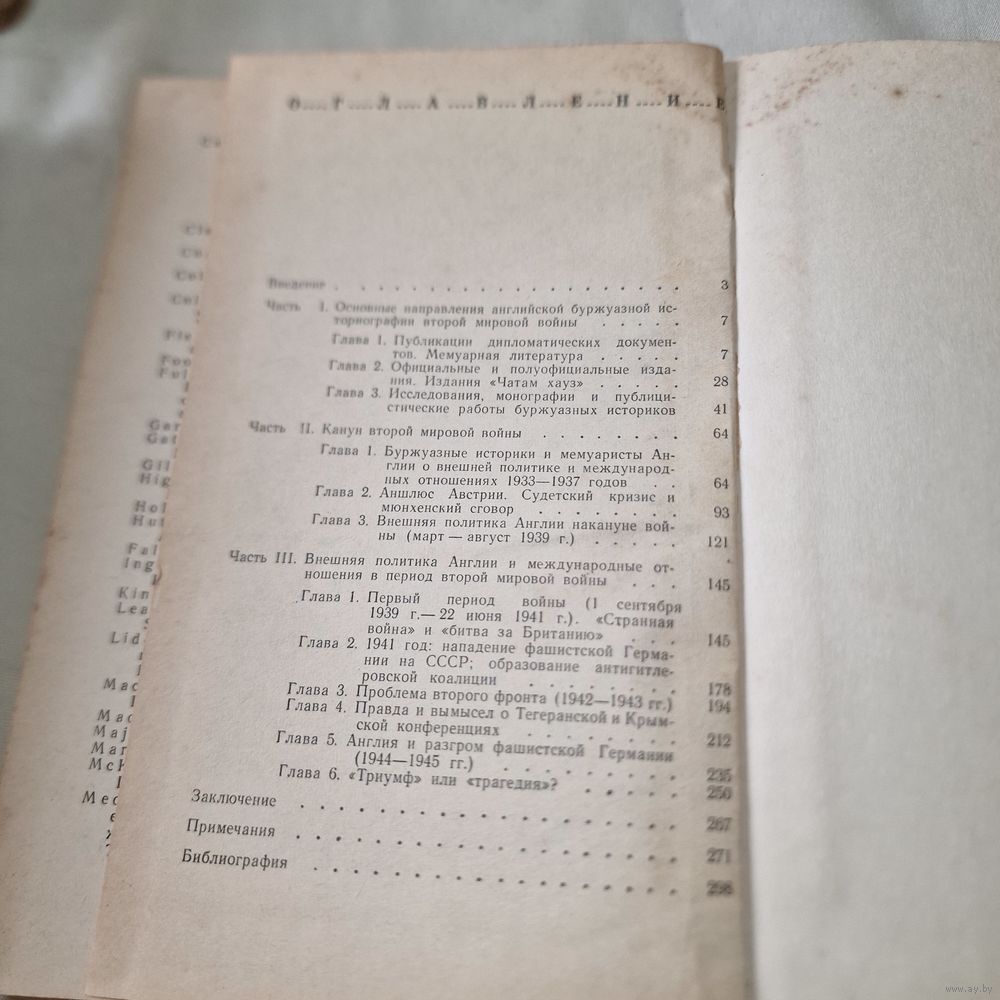 ОГЛАВЛЕНИЕ
Введение . . . . . . . . . . . . . . . 3
Часть I. Основные направления английской буржуазной ис-
ториографии второй мировой войны . . . . . 7
Глава 1. Публикации дипломатических докумен-
тов. Мемуарная литература . . . . . 7
Глава 2. Официальные и полуофициальные изда-
ния. Издания «Чатам хауз» . . . . . 28
Глава 3. Исследования, монографии и публици-
стические работы буржуазных историков 41
Часть II. Канун второй мировой войны . . . . . . . . 64
Глава 1. Буржуазные историки и мемуаристы Ан-
глии о внешней политике и международ-
ных отношениях 1933—1937 годов . . 64
Глава 2. Аншлюс Австрии. Судетский кризис и
мюнхенский сговор . . . . . . . . 93
Глава 3. Внешняя политика Англии накануне вой-
ны (март — август 1939 г.) . . . . . 121
Часть III. Внешняя политика Англии и международные от-
ношения в период второй мировой войны . . . 145
Глава 1. Первый период войны (1 сентября
1939 г.— 22 июня 1941 г.). «Странная
война» и «битва за Британию» . . . 145
Глава 2. 1941 год: нападение фашистской Герма-
нии на СССР; образование антигитле-
ровской коалиции . . . . . . . . 178
Глава 3. Проблема второго фронта (1942—1943 гг.) 194
Глава 4. Правда и вымысел о Тегеранской и Крым-
ской конференциях . . . . . . . . 212
Глава 5. Англия и разгром фашистской Германии
(1944—1945 гг.) . . . . . . . . . 235
Глава 6. «Триумф» или «трагедия»? . . . . . 250
Заключение . . . . . . . . . . . . . . . . 267
Примечания . . . . . . . . . . . . . . . . 271
Библиография . . . . . . . . . . . . . . . 298
www.ay.by